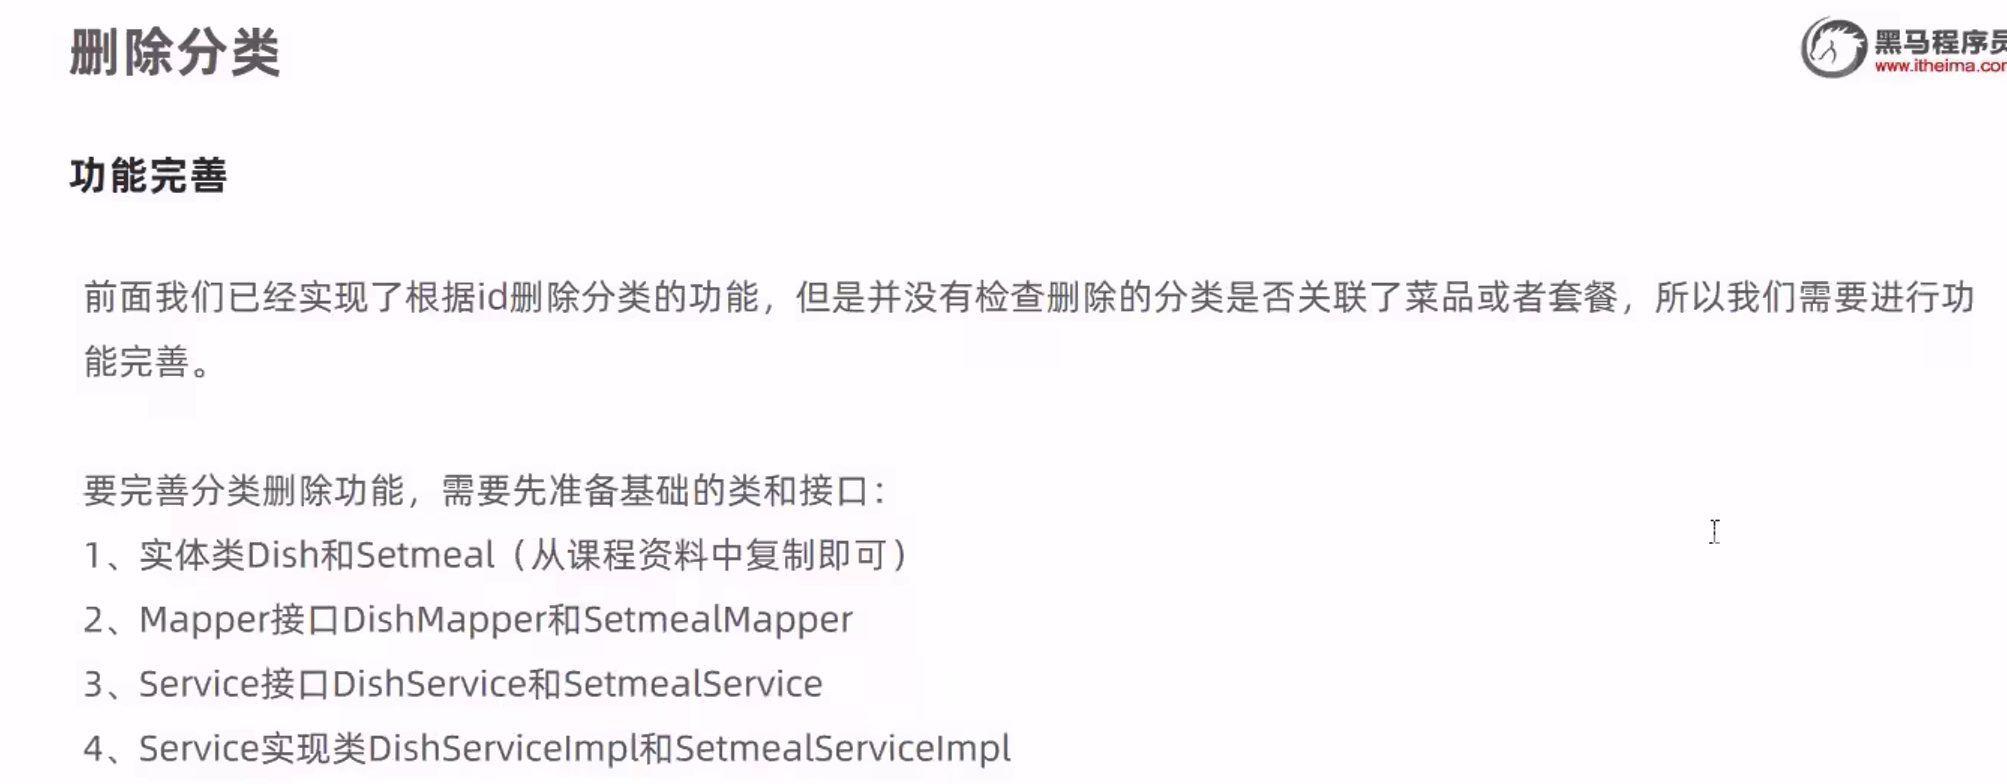 删除分类
黑马程序员
www.itheima.com
功能完善
前面我们已经实现了根据id删除分类的功能，但是并没有检查删除的分类是否关联了菜品或者套餐，所以我们需要进行功
能完善。
要完善分类删除功能，需要先准备基础的类和接口：
1、实体类Dish和Setmeal（从课程资料中复制即可）
2、Mapper接口DishMapper和SetmealMapper
3、Service接口DishService和SetmealService
4、Service实现类DishServiceImpl和SetmealServiceImpl